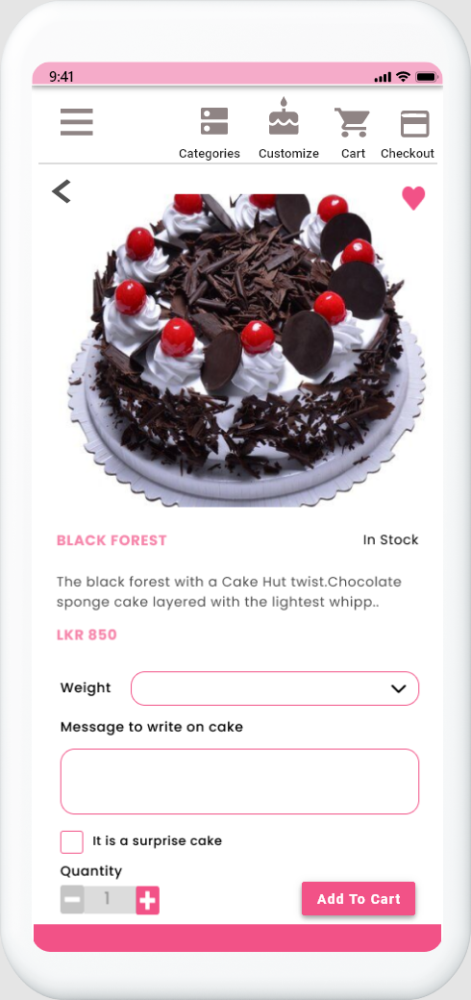 9:41
Categories Customize Cart Checkout
BLACK FOREST In Stock
The black forest with a Cake Hut twist.Chocolate
sponge cake layered with the lightest whipp..
LKR 850
Weight
Message to write on cake
It is a surprise cake
Quantity
1
Add To Cart